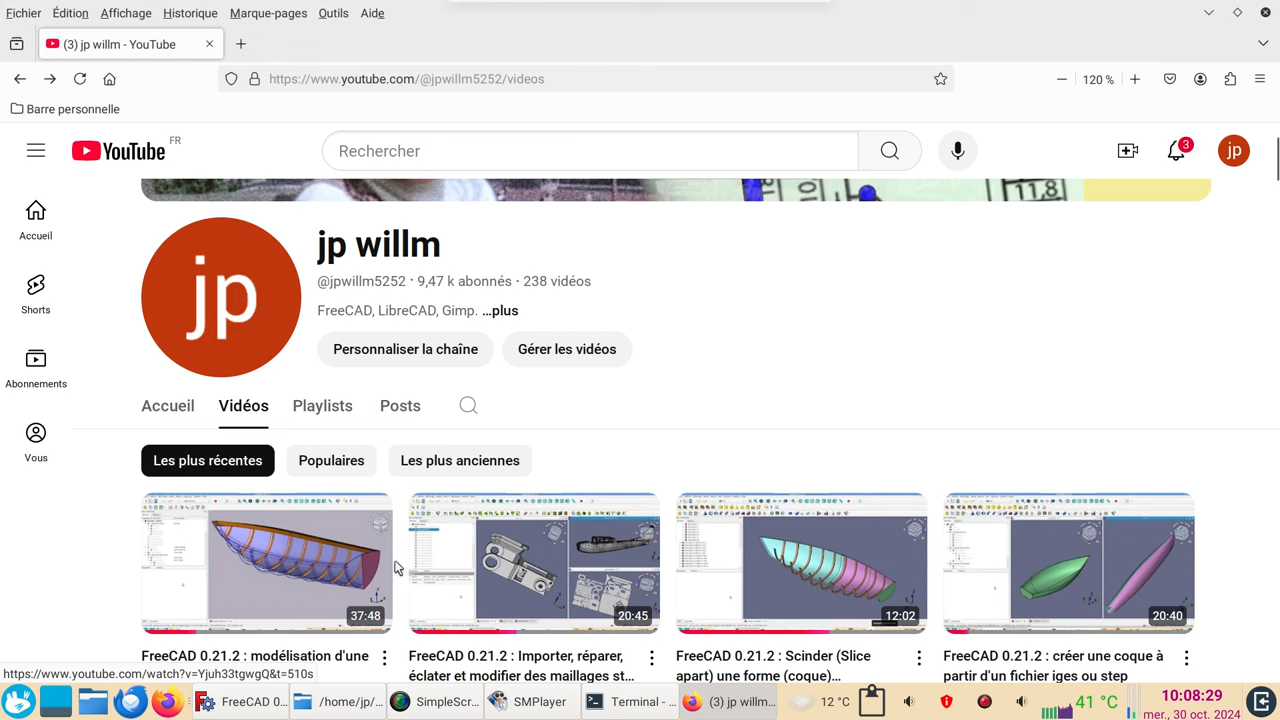 Fichier Édition Affichage Historique Marque-pages Outils Aide
(3) jp willm - YouTube
https://www.youtube.com/@jpwillm5252/videos
120 %
Barre personnelle
YouTube FR
Rechercher
3
jp
11,8
Accueil
Shorts
Abonnements
Vous
jp
jp willm
@jpwillm5252 · 9,47 k abonnés · 238 vidéos
FreeCAD, LibreCAD, Gimp. ...plus
Personnaliser la chaîne Gérer les vidéos
Accueil Vidéos Playlists Posts
Les plus récentes Populaires Les plus anciennes
37:48 20:45 12:02 20:40
FreeCAD 0.21.2 : modélisation d'une
FreeCAD 0.21.2 : Importer, réparer,
éclater et modifier des maillages st...
FreeCAD 0.21.2 : Scinder (Slice
apart) une forme (coque)...
FreeCAD 0.21.2 : créer une coque à
partir d'un fichier iges ou step
https://www.youtube.com/watch?v=Yjuh33tgwgQ&t=510s
FreeCAD 0... /home/jp/... SimpleScr... SMPlayer Terminal - ... (3) jp willm... 12 °C 41 °C
10:08:29
mer., 30 oct. 2024